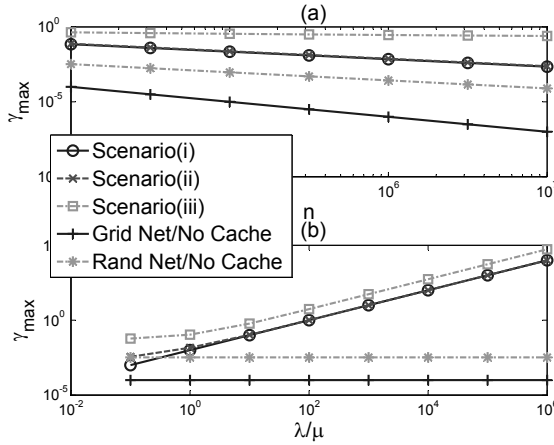 (a)
10^0
10^-5
γmax
Scenario(i)
Scenario(ii)
Scenario(iii)
Grid Net/No Cache
Rand Net/No Cache
10^6
n
(b)
10^0
10^-5
γmax
10^-2 10^0 10^2 10^4
λ/μ